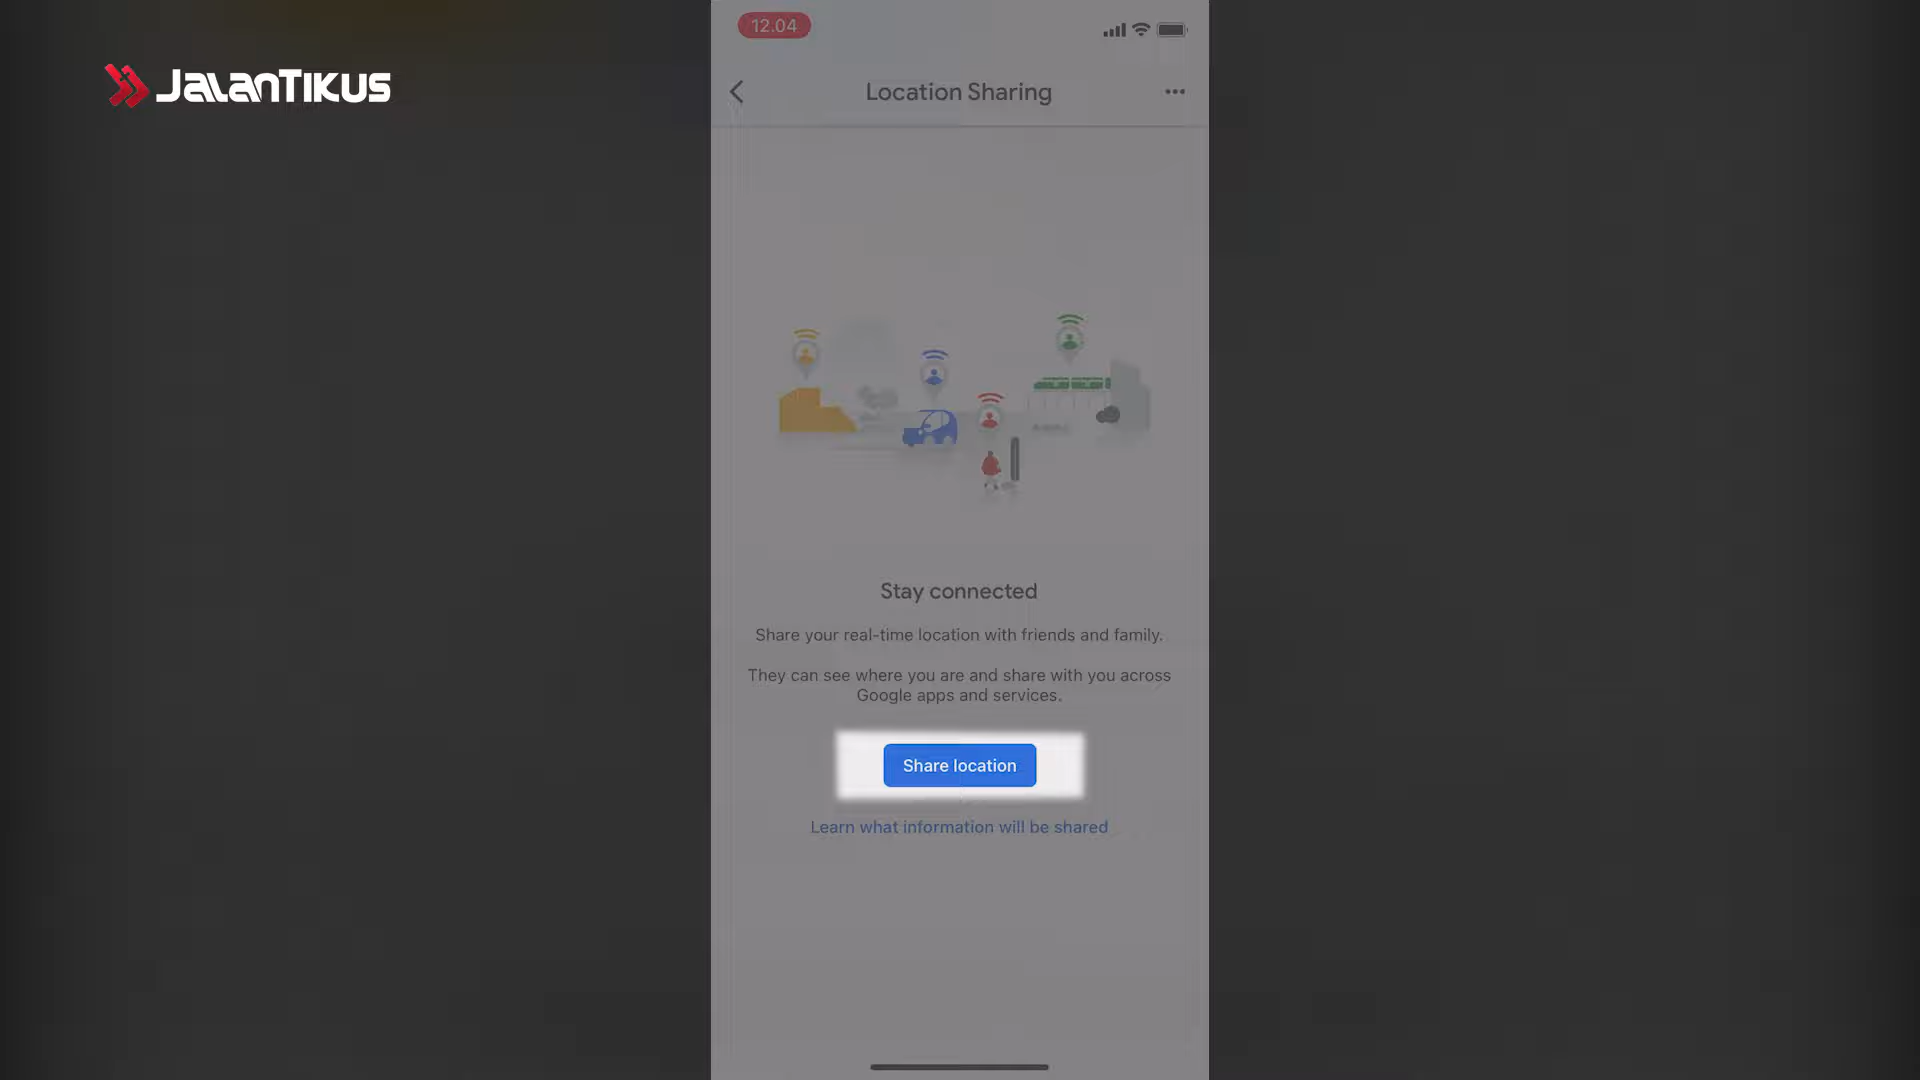 JALANTIKUS
12.04
Location Sharing
Stay connected
Share your real-time location with friends and family.
They can see where you are and share with you across
Google apps and services.
Share location
Learn what information will be shared